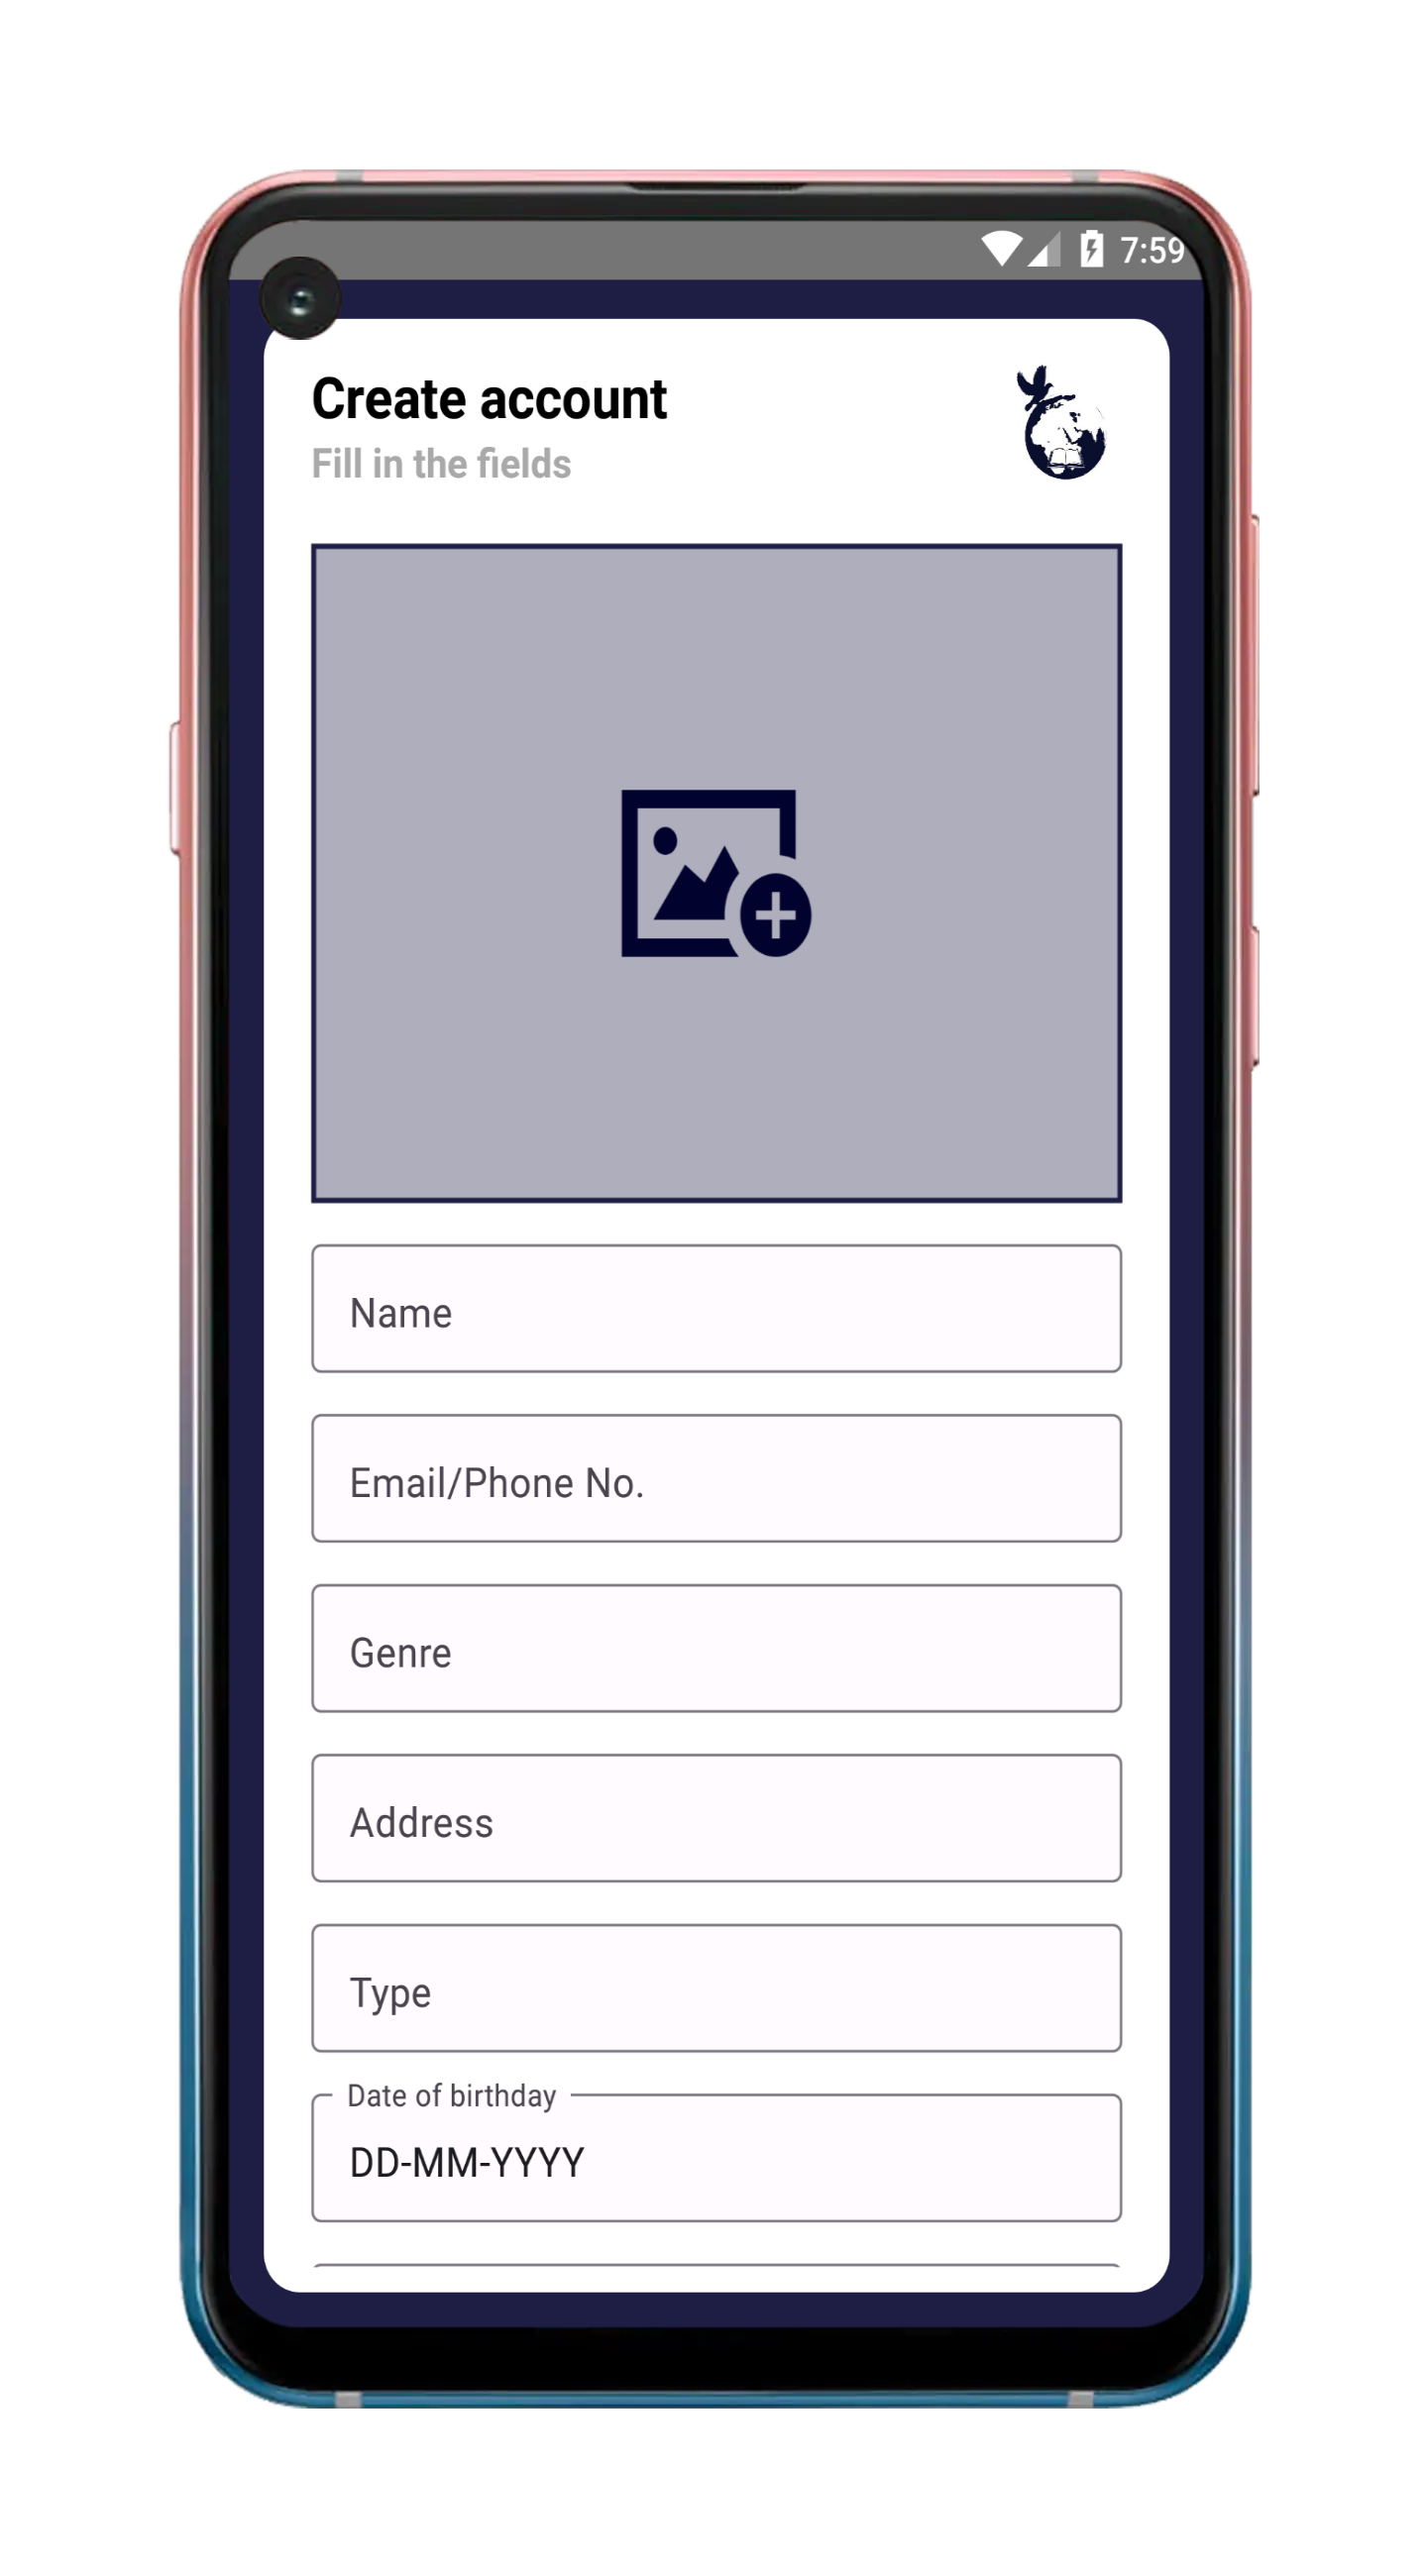 7:59
Create account
Fill in the fields
Name
Email/Phone No.
Genre
Address
Type
Date of birthday
DD-MM-YYYY